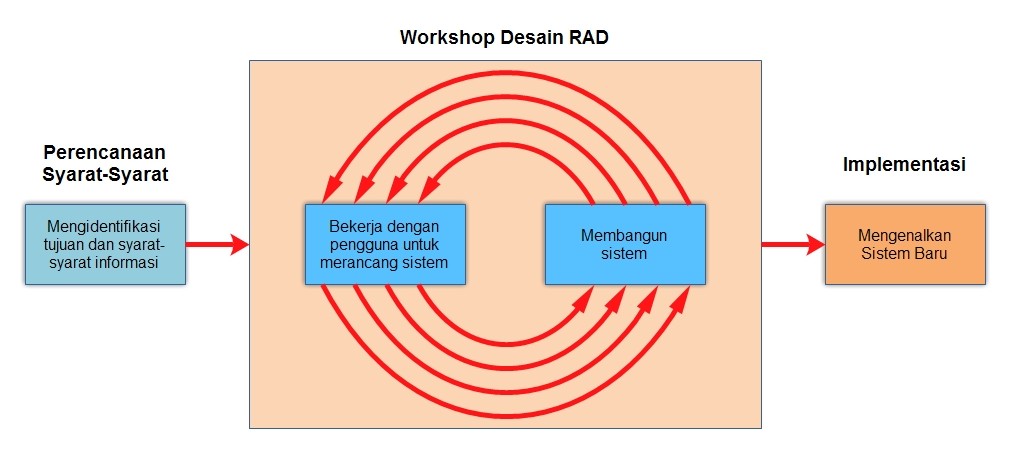 Workshop Desain RAD
Perencanaan
Syarat-Syarat
Mengidentifikasi
tujuan dan syarat-
syarat informasi
Bekerja dengan
pengguna untuk
merancang sistem
Membangun
sistem
Implementasi
Mengenalkan
Sistem Baru